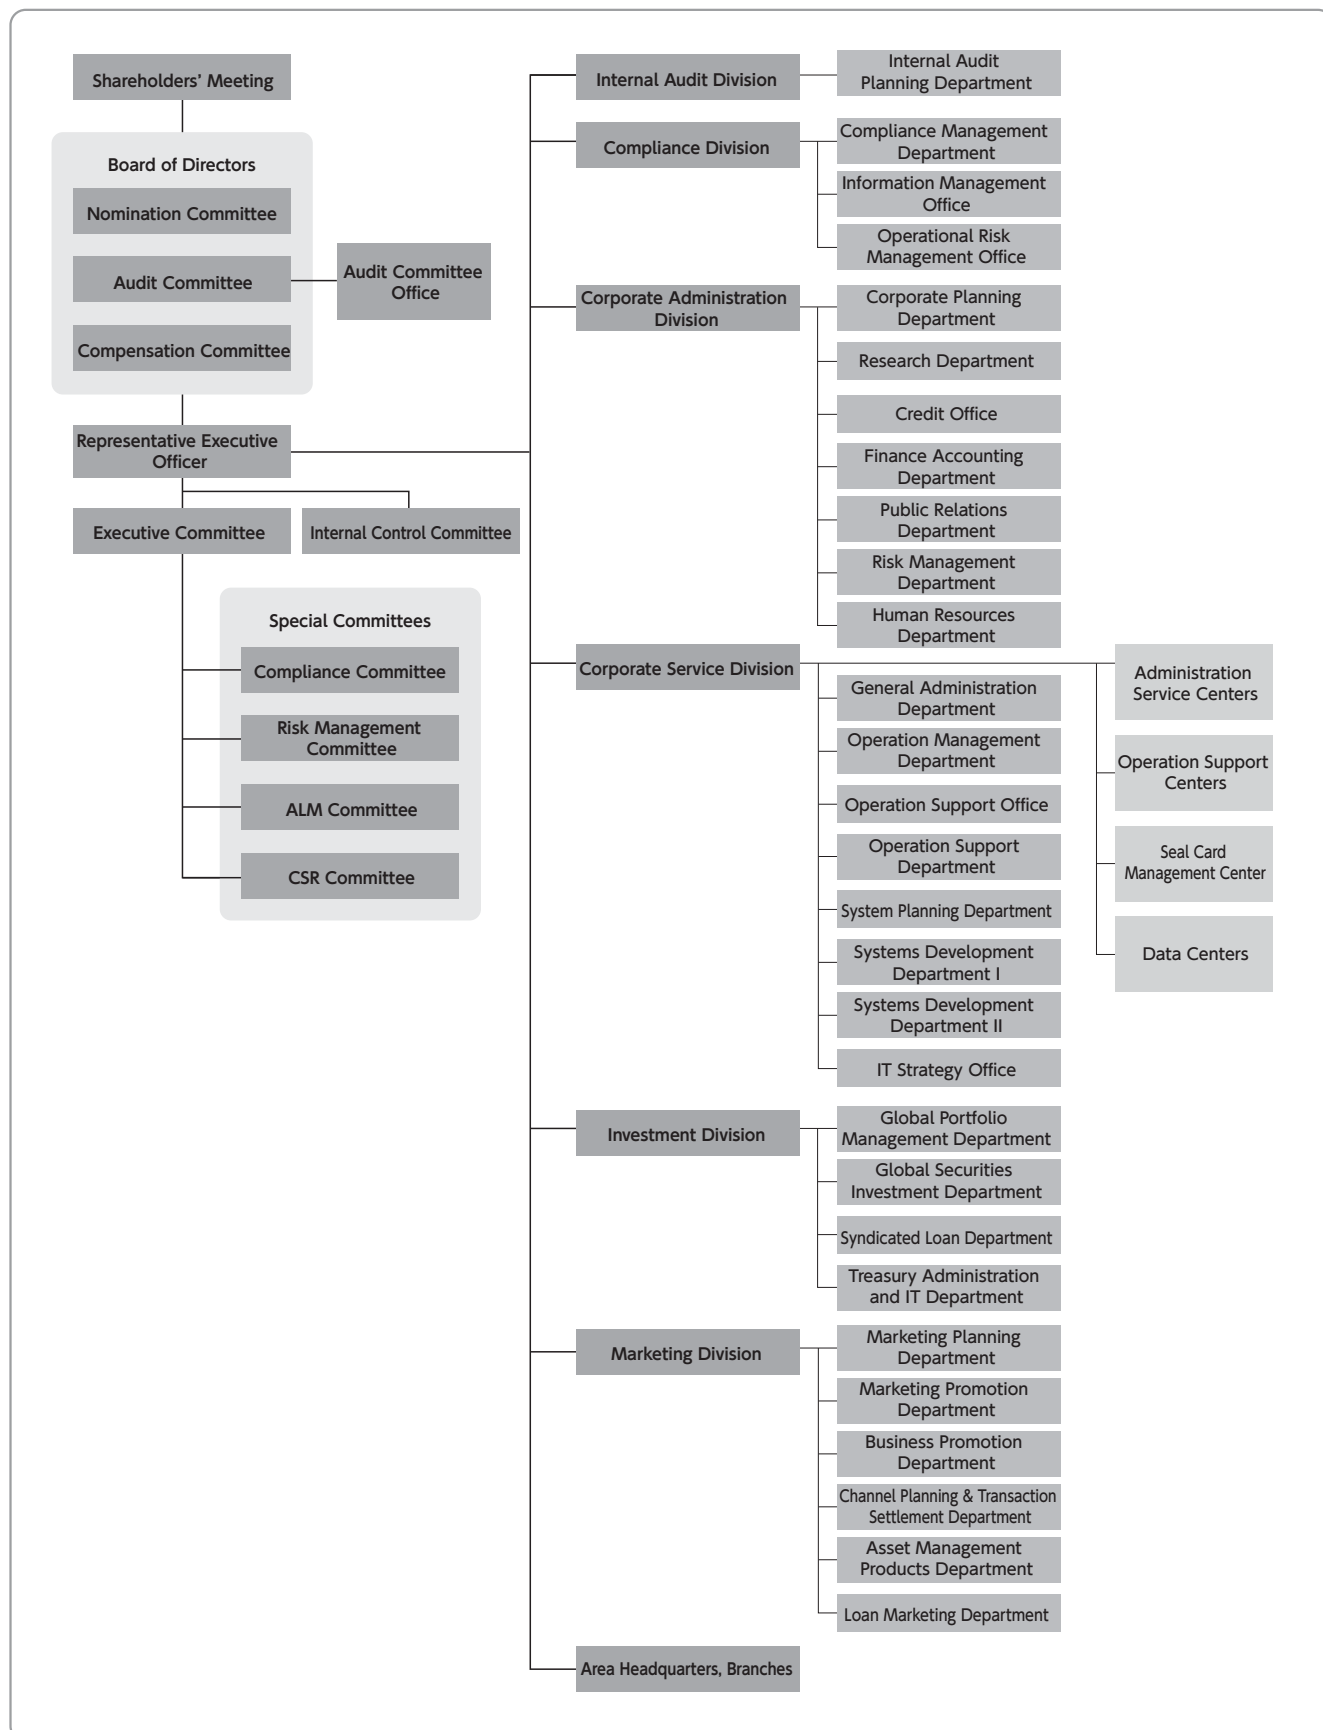 Shareholders’ Meeting
Board of Directors
Nomination Committee
Audit Committee
Compensation Committee
Audit Committee
Office
Representative Executive
Officer
Executive Committee
Internal Control Committee
Special Committees
Compliance Committee
Risk Management
Committee
ALM Committee
CSR Committee
Internal Audit Division
Internal Audit
Planning Department
Compliance Division
Compliance Management
Department
Information Management
Office
Operational Risk
Management Office
Corporate Administration
Division
Corporate Planning
Department
Research Department
Credit Office
Finance Accounting
Department
Public Relations
Department
Risk Management
Department
Human Resources
Department
Corporate Service Division
General Administration
Department
Operation Management
Department
Operation Support Office
Operation Support
Department
System Planning Department
Systems Development
Department I
Systems Development
Department II
IT Strategy Office
Administration
Service Centers
Operation Support
Centers
Seal Card
Management Center
Data Centers
Investment Division
Global Portfolio
Management Department
Global Securities
Investment Department
Syndicated Loan Department
Treasury Administration
and IT Department
Marketing Division
Marketing Planning
Department
Marketing Promotion
Department
Business Promotion
Department
Channel Planning & Transaction
Settlement Department
Asset Management
Products Department
Loan Marketing Department
Area Headquarters, Branches